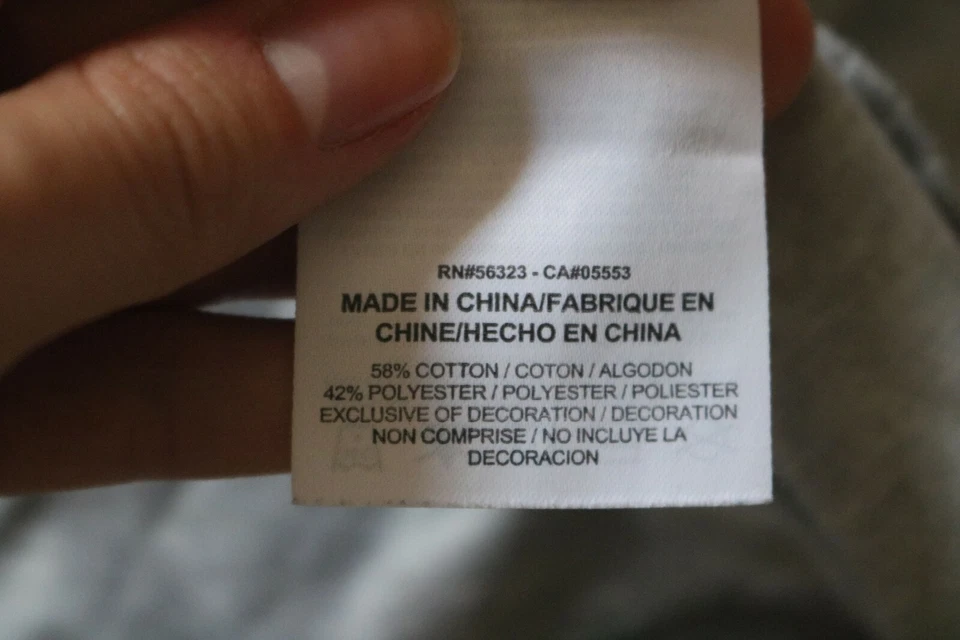 RN#56323 - CA#05553
MADE IN CHINA/FABRIQUE EN
CHINE/HECHO EN CHINA
58% COTTON / COTON / ALGODON
42% POLYESTER / POLYESTER / POLIESTER
EXCLUSIVE OF DECORATION / DECORATION
NON COMPRISE / NO INCLUYE LA
DECORACION